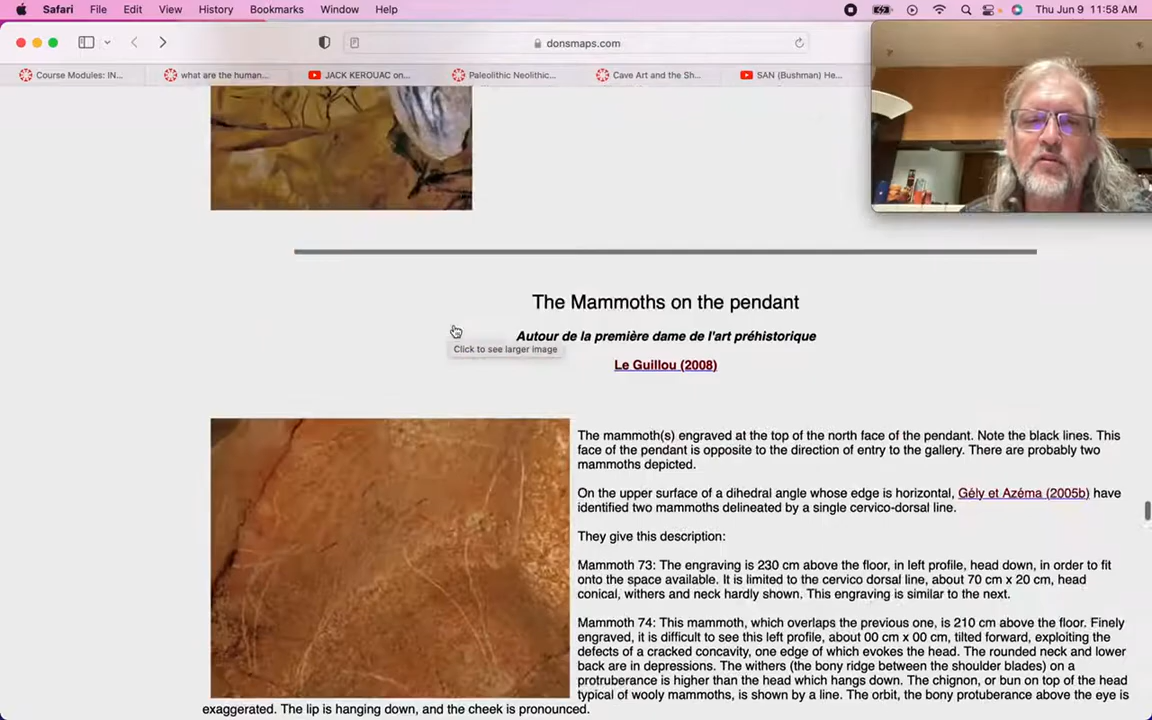 Safari File Edit View History Bookmarks Window Help Thu Jun 9 11:58 AM
donsmaps.com
Course Modules: IN... what are the human... JACK KEROUAC on... Paleolithic Neolithic... Cave Art and the Sh... SAN (Bushman) He...
The Mammoths on the pendant
Autour de la première dame de l'art préhistorique
Click to see larger image
Le Guillou (2008)
The mammoth(s) engraved at the top of the north face of the pendant. Note the black lines. This
face of the pendant is opposite to the direction of entry to the gallery. There are probably two
mammoths depicted.
On the upper surface of a dihedral angle whose edge is horizontal, Gély et Azéma (2005b) have
identified two mammoths delineated by a single cervico-dorsal line.
They give this description:
Mammoth 73: The engraving is 230 cm above the floor, in left profile, head down, in order to fit
onto the space available. It is limited to the cervico dorsal line, about 70 cm x 20 cm, head
conical, withers and neck hardly shown. This engraving is similar to the next.
Mammoth 74: This mammoth, which overlaps the previous one, is 210 cm above the floor. Finely
engraved, it is difficult to see this left profile, about 00 cm x 00 cm, tilted forward, exploiting the
defects of a cracked concavity, one edge of which evokes the head. The rounded neck and lower
back are in depressions. The withers (the bony ridge between the shoulder blades) on a
protruberance is higher than the head which hangs down. The chignon, or bun on top of the head
typical of wooly mammoths, is shown by a line. The orbit, the bony protuberance above the eye is
exaggerated. The lip is hanging down, and the cheek is pronounced.